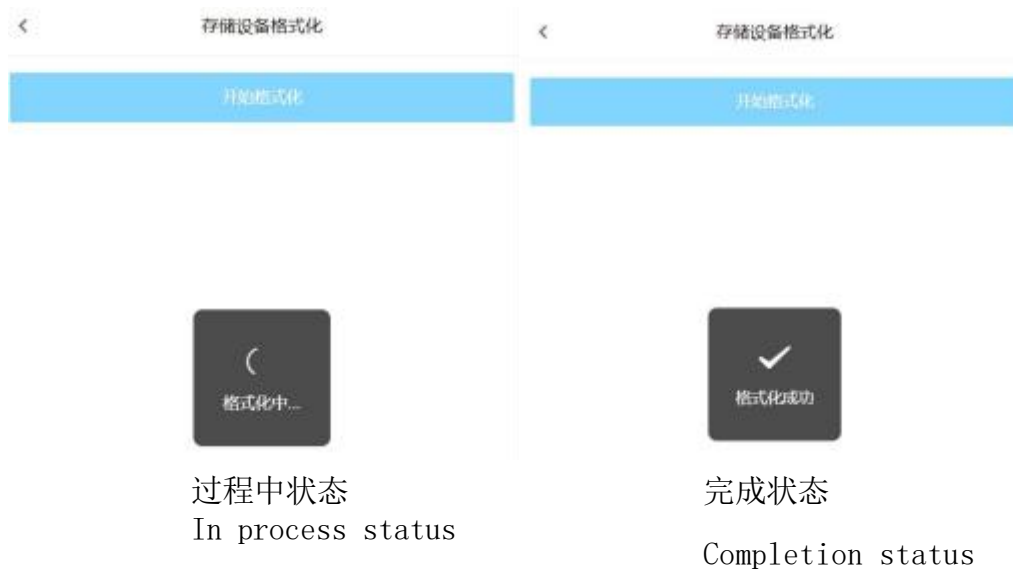 存储设备格式化
开始格式化
格式化中...
过程中状态
In process status
存储设备格式化
开始格式化
格式化成功
完成状态
Completion status